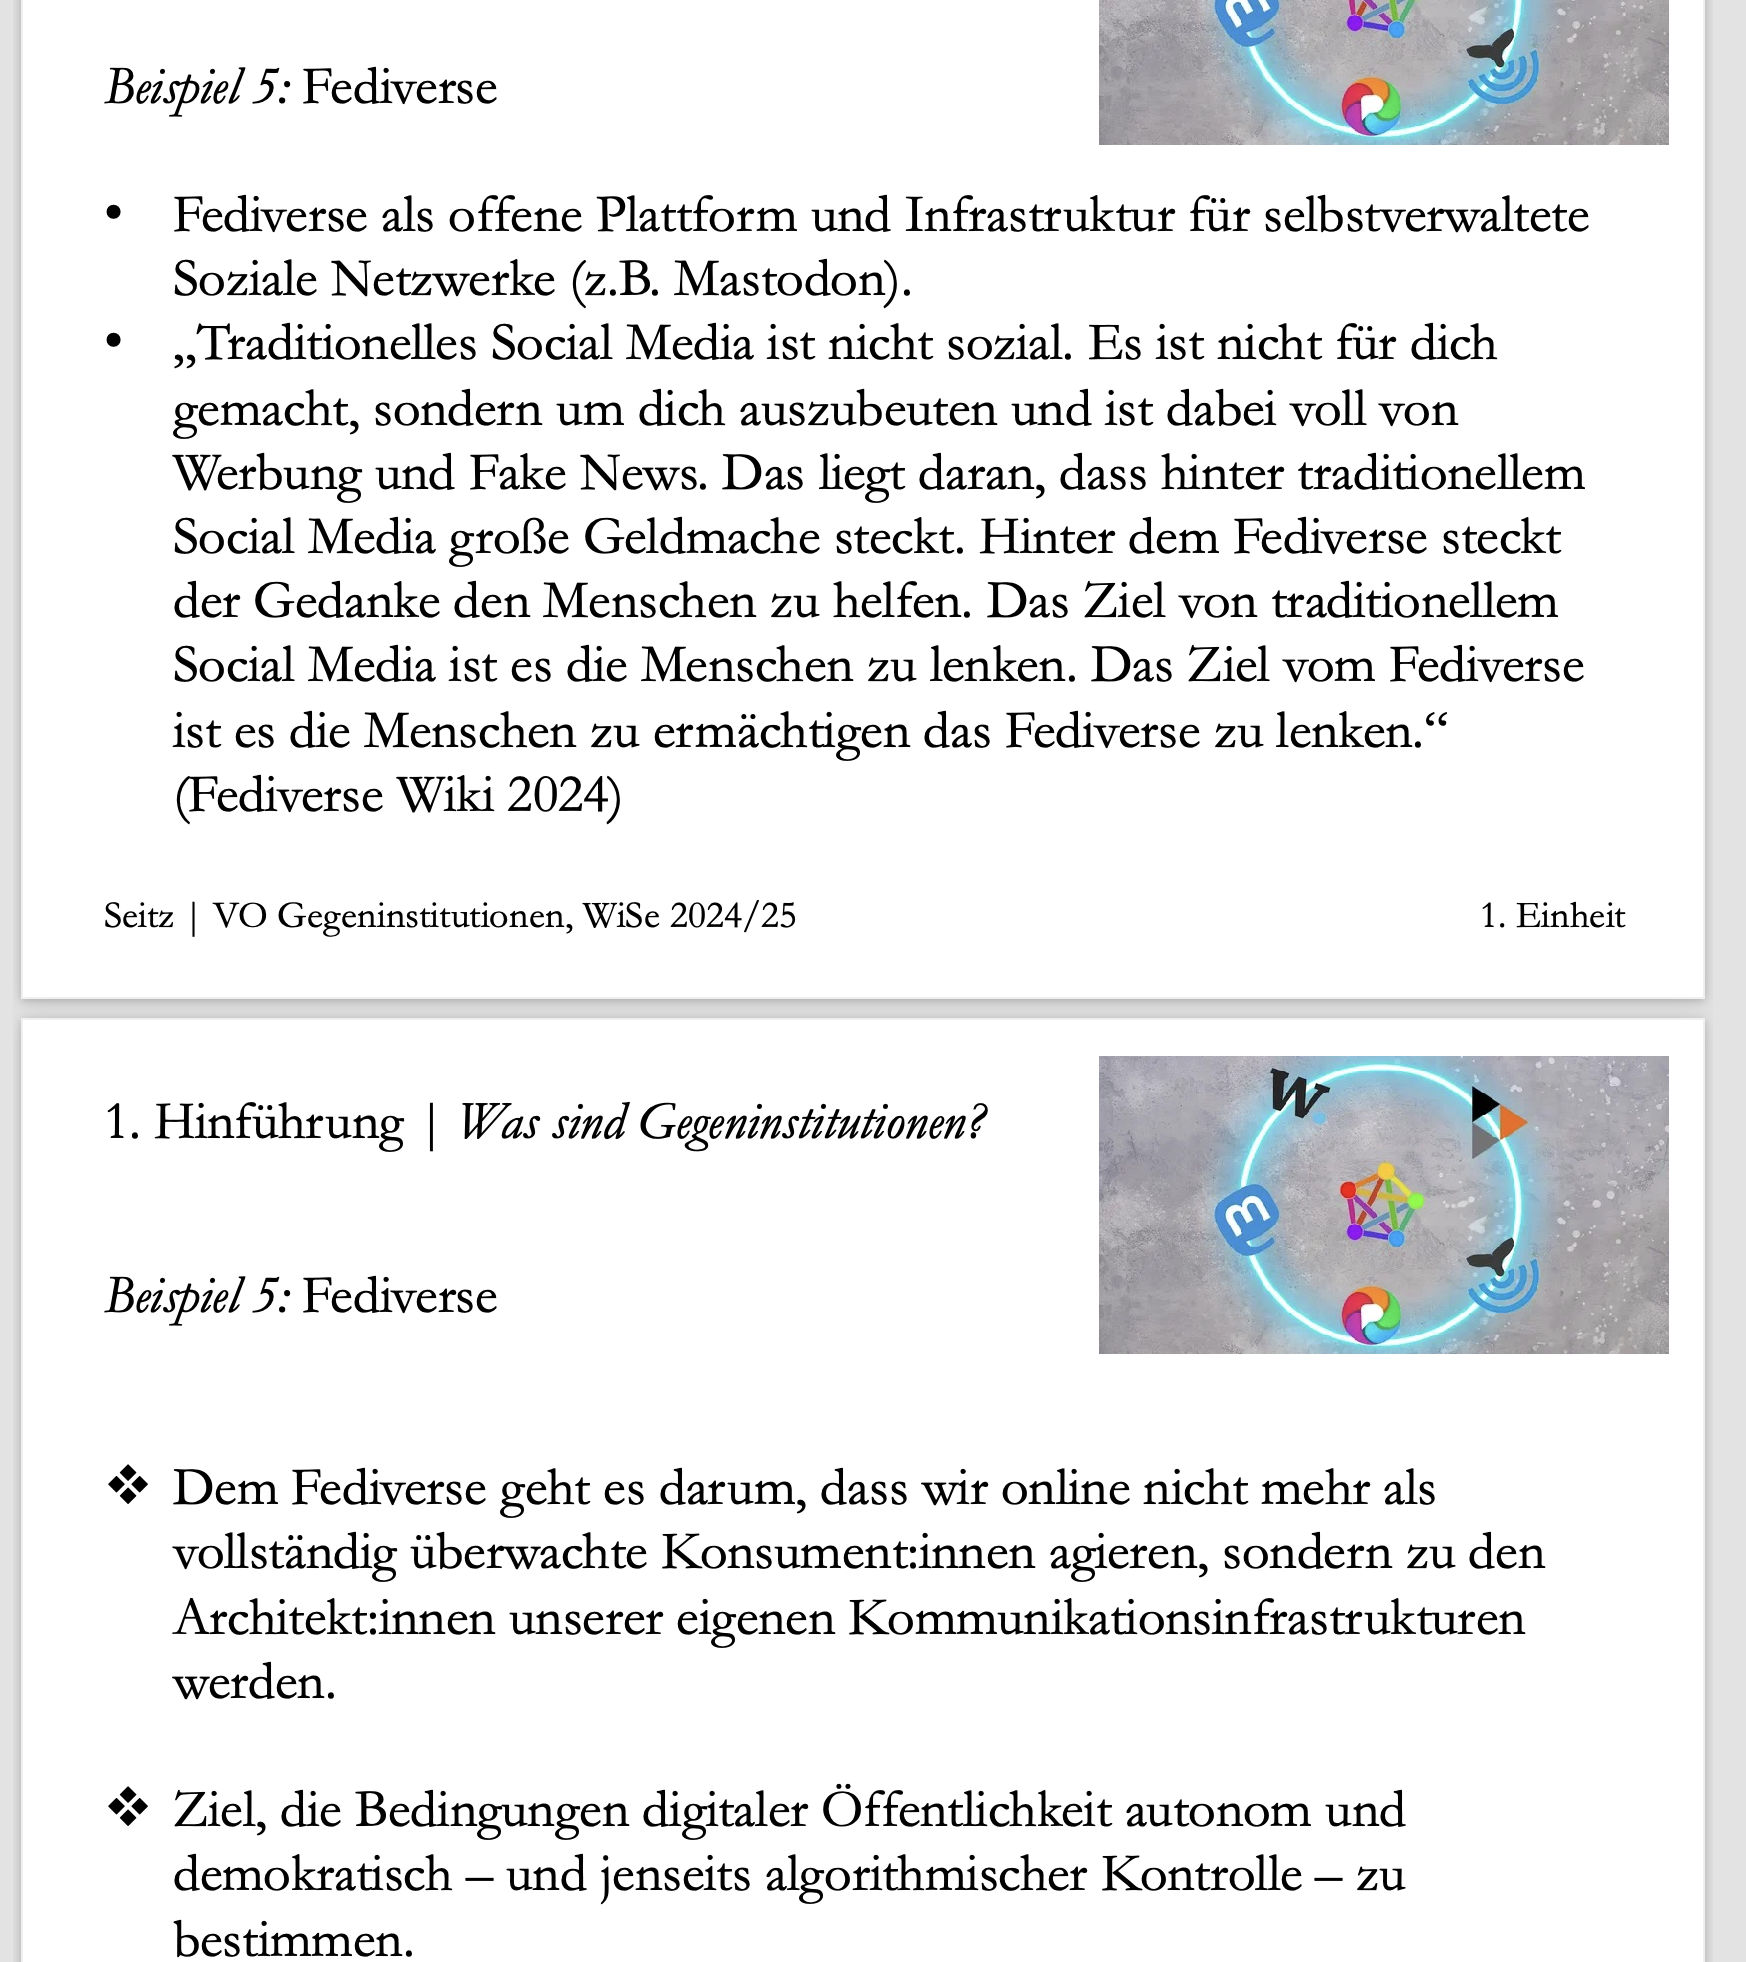 Beispiel 5: Fediverse
• Fediverse als offene Plattform und Infrastruktur für selbstverwaltete
Soziale Netzwerke (z.B. Mastodon).
• „Traditionelles Social Media ist nicht sozial. Es ist nicht für dich
gemacht, sondern um dich auszubeuten und ist dabei voll von
Werbung und Fake News. Das liegt daran, dass hinter traditionellem
Social Media große Geldmache steckt. Hinter dem Fediverse steckt
der Gedanke den Menschen zu helfen. Das Ziel von traditionellem
Social Media ist es die Menschen zu lenken. Das Ziel vom Fediverse
ist es die Menschen zu ermächtigen das Fediverse zu lenken.“
(Fediverse Wiki 2024)
Seitz | VO Gegeninstitutionen, WiSe 2024/25
1. Einheit
1. Hinführung | Was sind Gegeninstitutionen?
Beispiel 5: Fediverse
❖ Dem Fediverse geht es darum, dass wir online nicht mehr als
vollständig überwachte Konsument:innen agieren, sondern zu den
Architekt:innen unserer eigenen Kommunikationsinfrastrukturen
werden.
❖ Ziel, die Bedingungen digitaler Öffentlichkeit autonom und
demokratisch – und jenseits algorithmischer Kontrolle – zu
bestimmen.